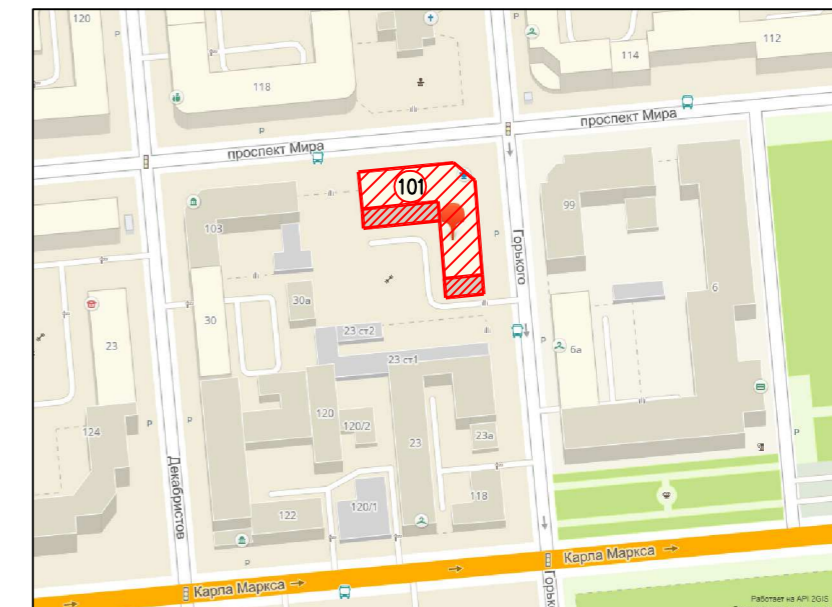 120
P
118
114
112
P
P
проспект Мира
проспект Мира
101
P
99
103
Горького
6
30а
30
23 ст2
23
23 ст1
6а
120
120/2
124
P
P
23
23а
P
P
Декабристов
118
120/1
122
P
Карла Маркса
Карла Маркса
Горьк
Работает на API 2GIS